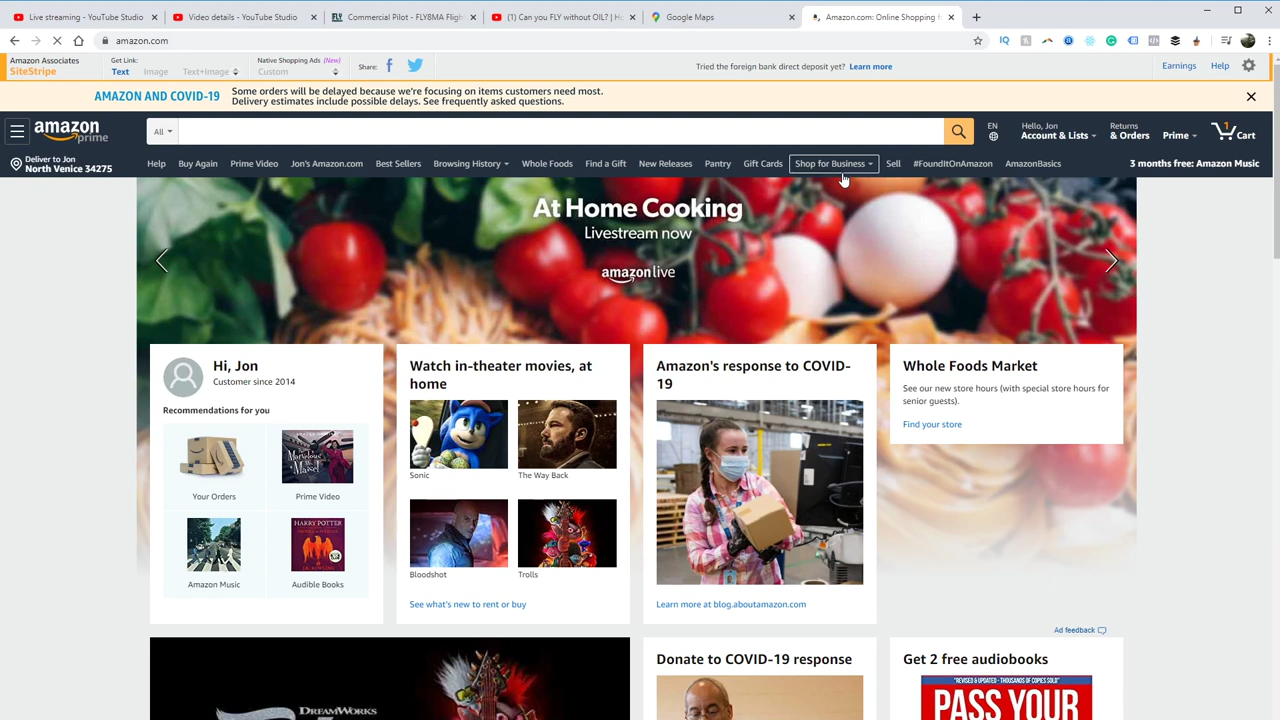 Live streaming - YouTube Studio
Video details - YouTube Studio
Commercial Pilot - FLY8MA Fligh
(1) Can you FLY without OIL? | Ho
Google Maps
Amazon.com: Online Shopping f
amazon.com
Amazon Associates
SiteStripe
Get Link:
Text Image Text+Image
Native Shopping Ads (New)
Custom
Share:
Tried the foreign bank direct deposit yet? Learn more
Earnings Help
AMAZON AND COVID-19
Some orders will be delayed because we're focusing on items customers need most.
Delivery estimates include possible delays. See frequently asked questions.
amazon
prime
All
EN
Hello, Jon
Account & Lists
Returns
& Orders
Prime
1
Cart
Deliver to Jon
North Venice 34275
Help Buy Again Prime Video Jon's Amazon.com Best Sellers Browsing History Whole Foods Find a Gift New Releases Pantry Gift Cards Shop for Business Sell #FoundItOnAmazon AmazonBasics
3 months free: Amazon Music
At Home Cooking
Livestream now
amazon live
Hi, Jon
Customer since 2014
Recommendations for you
Your Orders
Prime Video
Amazon Music
HARRY POTTER
Audible Books
Watch in-theater movies, at
home
Sonic
The Way Back
Bloodshot
Trolls
See what's new to rent or buy
Amazon's response to COVID-
19
Learn more at blog.aboutamazon.com
Whole Foods Market
See our new store hours (with special store hours for
senior guests).
Find your store
Ad feedback
DREAMWORKS
Donate to COVID-19 response
Get 2 free audiobooks
"REVISED & UPDATED - THOUSANDS OF COPIES SOLD"
PASS YOUR